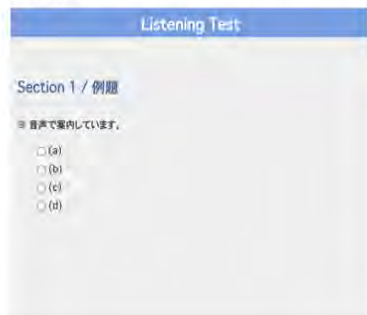 Listening Test
Section 1 / 例題
※ 音声で案内しています。
(a)
(b)
(c)
(d)